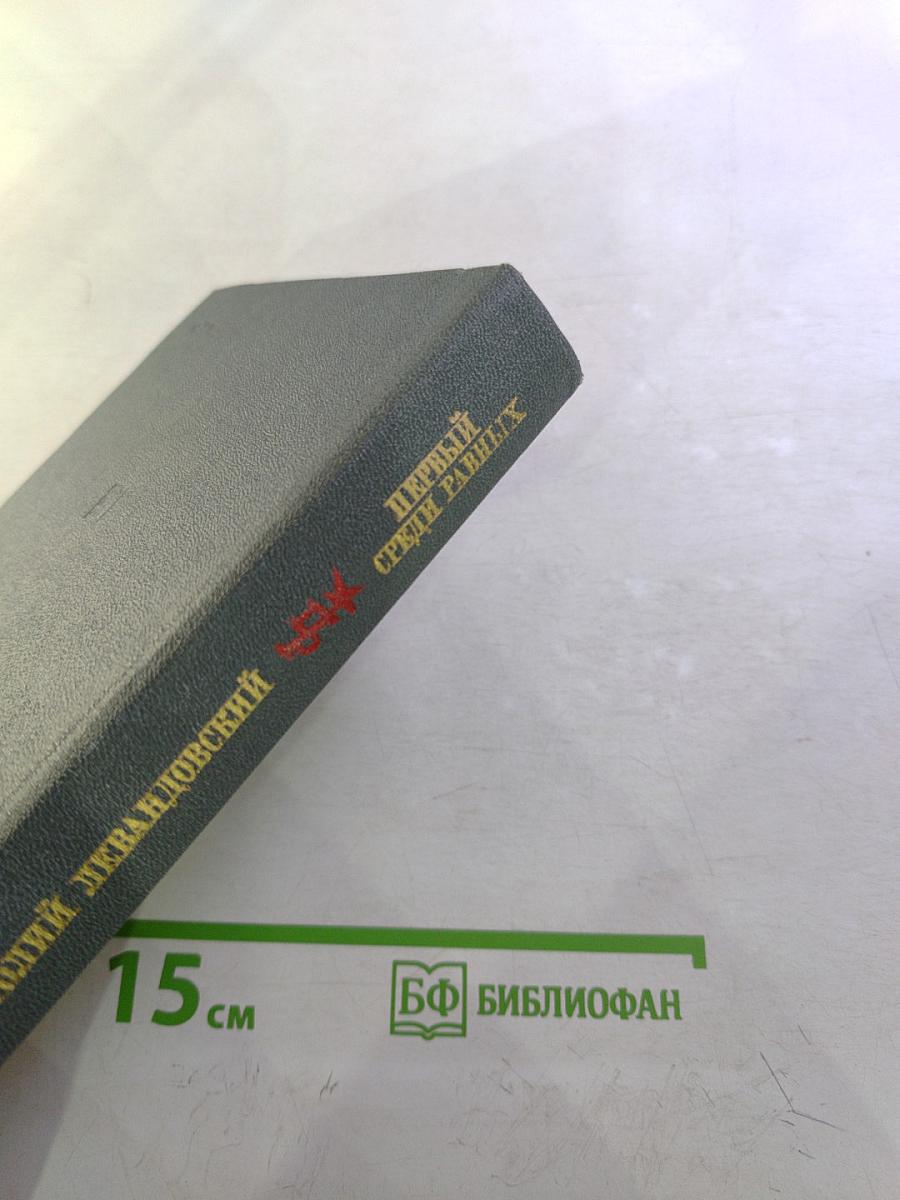 ПЕРВЫЙ
СРЕДИ РАВНЫХ
ЛЕВАНДОВСКИЙ
15 см
БФ БИБЛИОФАН